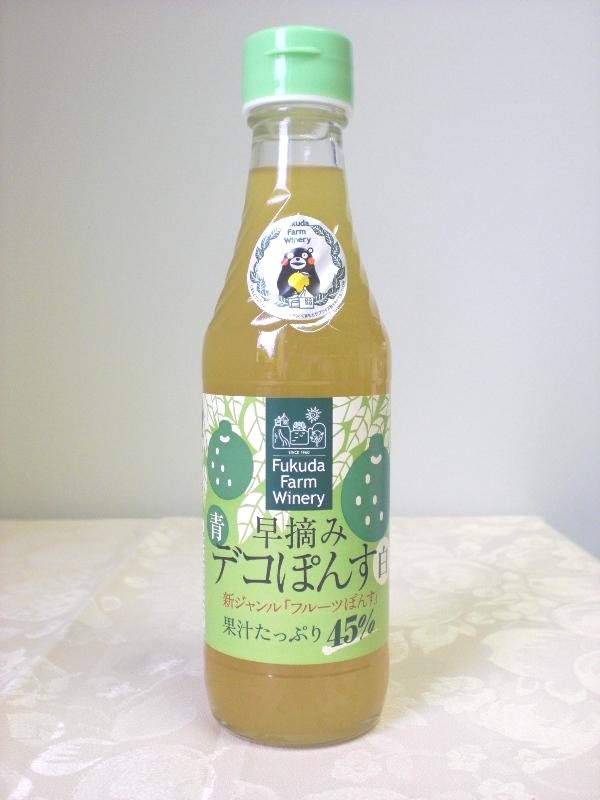 Fukuda
Farm
Winery
86
SINCE 1960
Fukuda
Farm
Winery
青
早摘み
デコぽんす
白
新ジャンル「フルーツぽんす」
果汁たっぷり45%